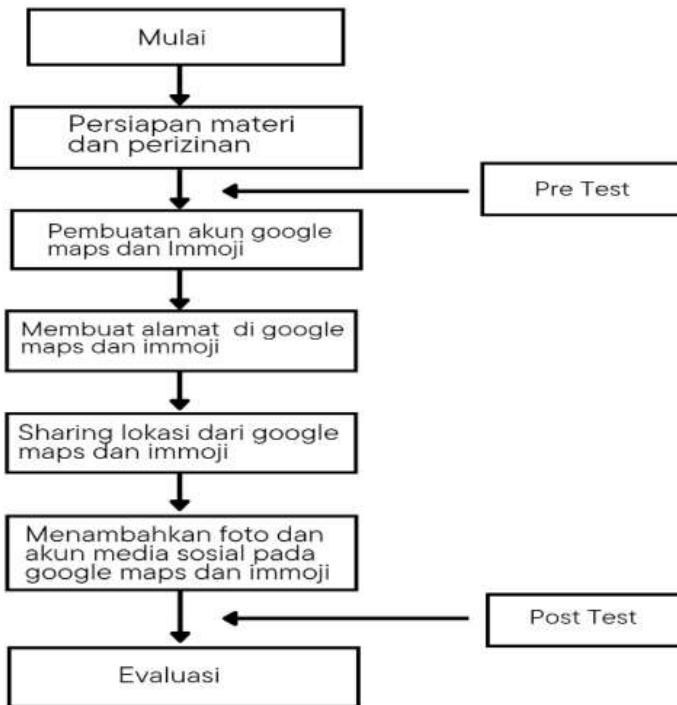 Mulai
Persiapan materi
dan perizinan
Pre Test
Pembuatan akun google
maps dan Immoji
Membuat alamat di google
maps dan immoji
Sharing lokasi dari google
maps dan immoji
Menambahkan foto dan
akun media sosial pada
google maps dan immoji
Post Test
Evaluasi